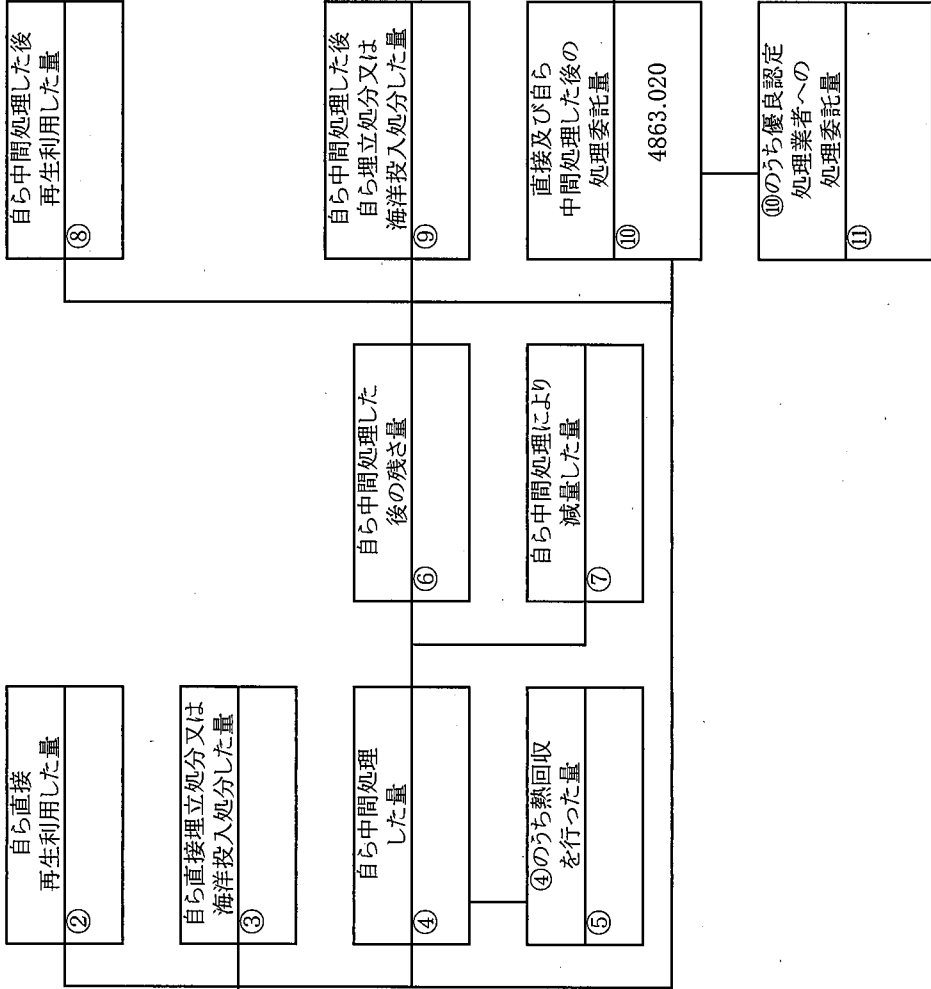 自ら直接
再生利用した量
②
自ら直接埋立処分又は
海洋投入処分した量
③
自ら中間処理
した量
④
④のうち熱回収
を行った量
⑤
自ら中間処理した
後の残さ量
⑥
自ら中間処理により
減量した量
⑦
自ら中間処理した後
再生利用した量
⑧
自ら中間処理した後
自ら埋立処分又は
海洋投入処分した量
⑨
直接及び自ら
中間処理した後の
処理委託量
⑩
4863.020
⑩のうち優良認定
処理業者への
処理委託量
⑪